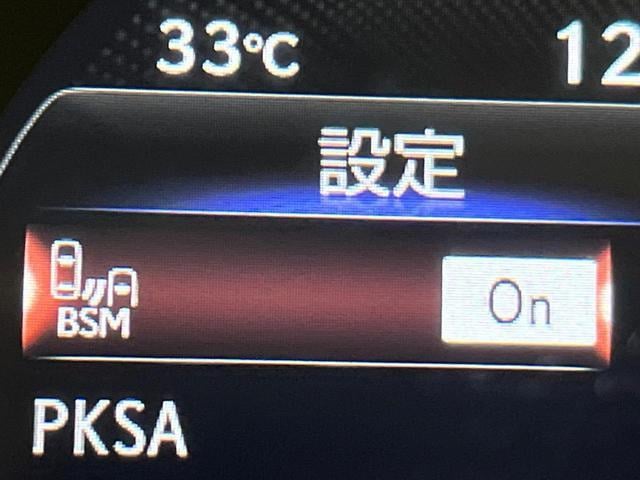 33℃ 12
設定
BSM On
PKSA